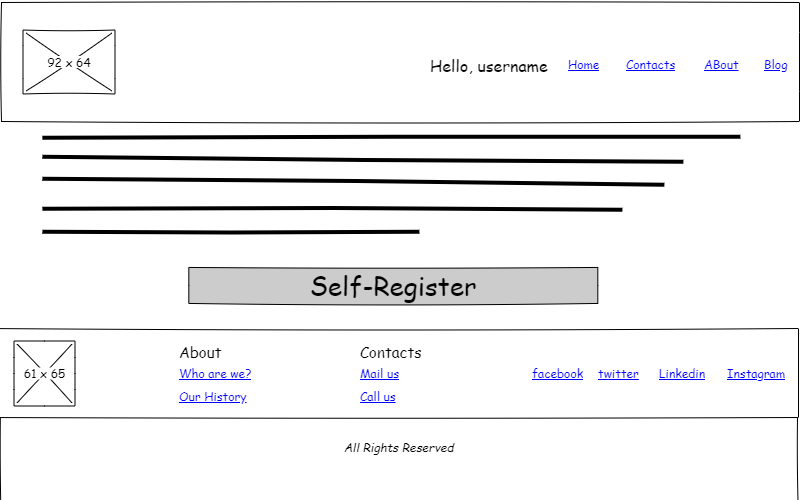 92 x 64
Hello, username Home Contacts ABout Blog
Self-Register
61 x 65
About
Who are we?
Our History
Contacts
Mail us
Call us
facebook twitter Linkedin Instagram
All Rights Reserved